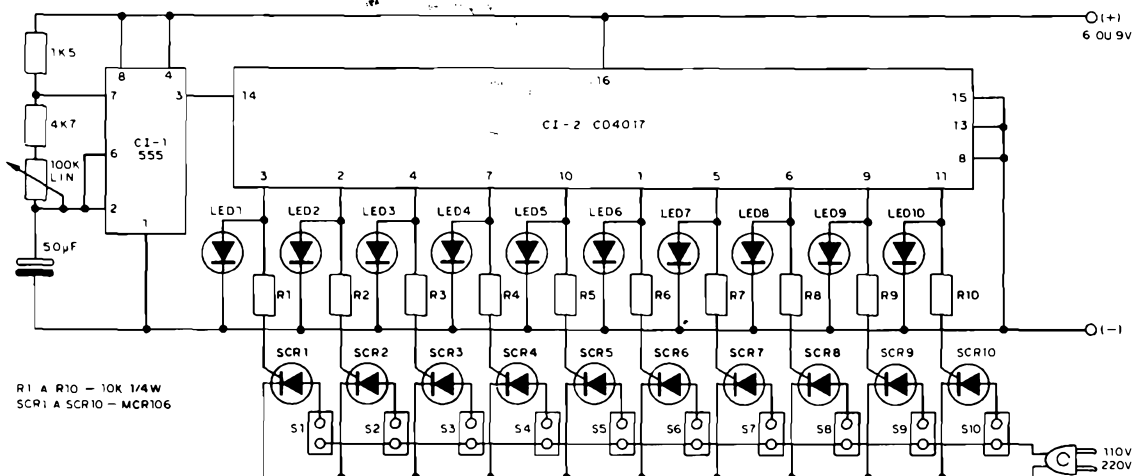 (+)
6 OU 9V
1K5
8 4
7 3 14 16 15
CI-1
555
CI-2 CD4017
4K7
13
6
100K
LIN
8
2
1
3 2 4 7 10 1 5 6 9 11
50µF
LED1 LED2 LED3 LED4 LED5 LED6 LED7 LED8 LED9 LED10
R1 R2 R3 R4 R5 R6 R7 R8 R9 R10
(-)
SCR1 SCR2 SCR3 SCR4 SCR5 SCR6 SCR7 SCR8 SCR9 SCR10
R1 A R10 - 10K 1/4W
SCR1 A SCR10 - MCR106
S1 S2 S3 S4 S5 S6 S7 S8 S9 S10
110V
220V